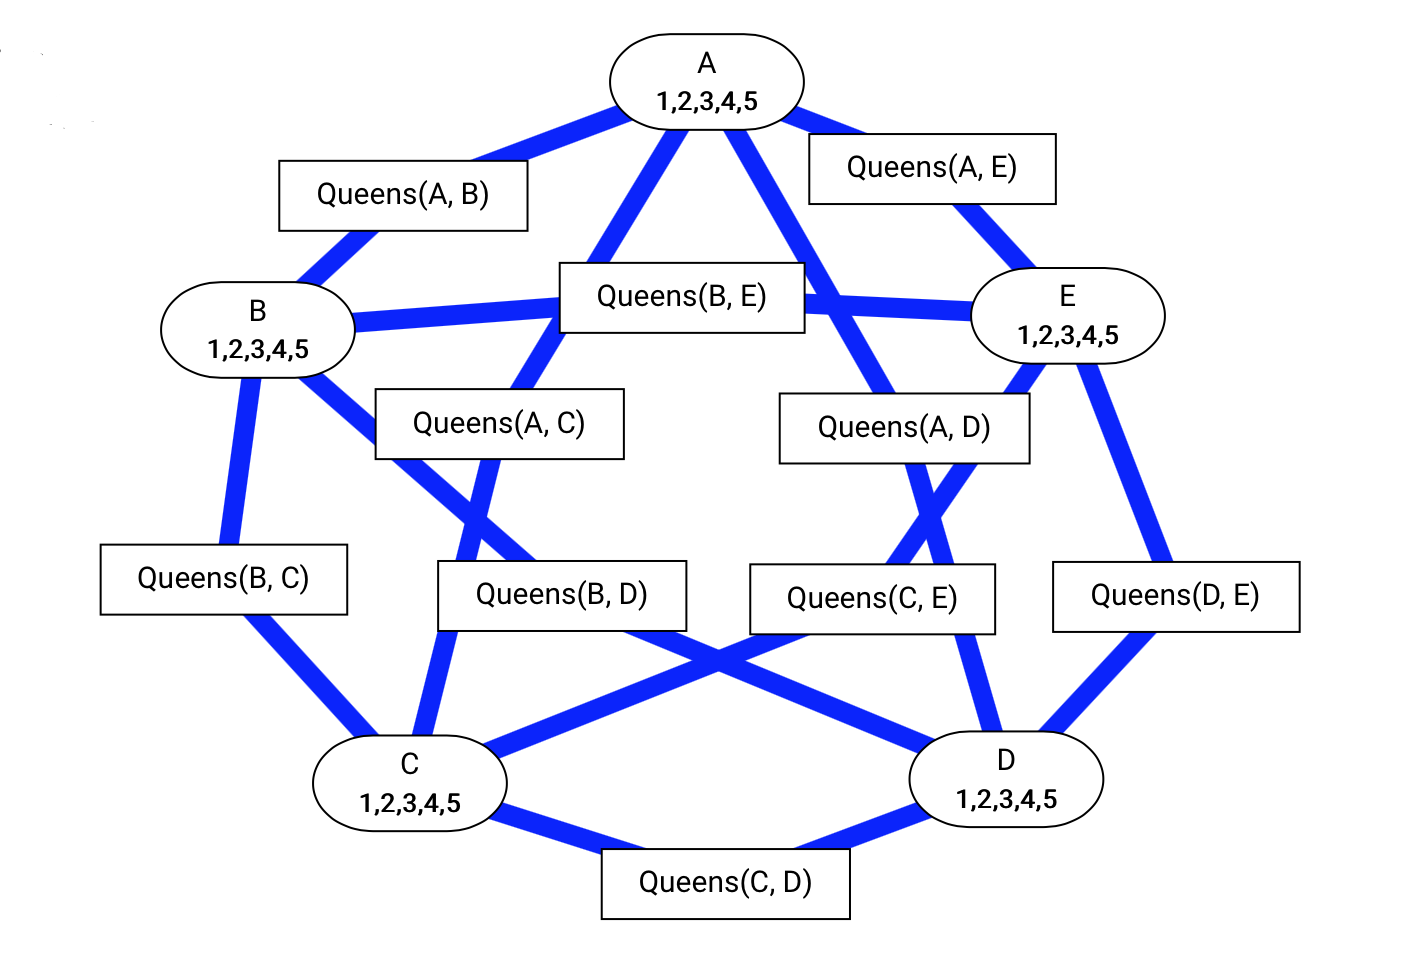 A
1,2,3,4,5
Queens(A, E)
Queens(A, B)
Queens(B, E)
E
1,2,3,4,5
B
1,2,3,4,5
Queens(A, C)
Queens(A, D)
Queens(B, C)
Queens(B, D)
Queens(C, E)
Queens(D, E)
C
1,2,3,4,5
D
1,2,3,4,5
Queens(C, D)